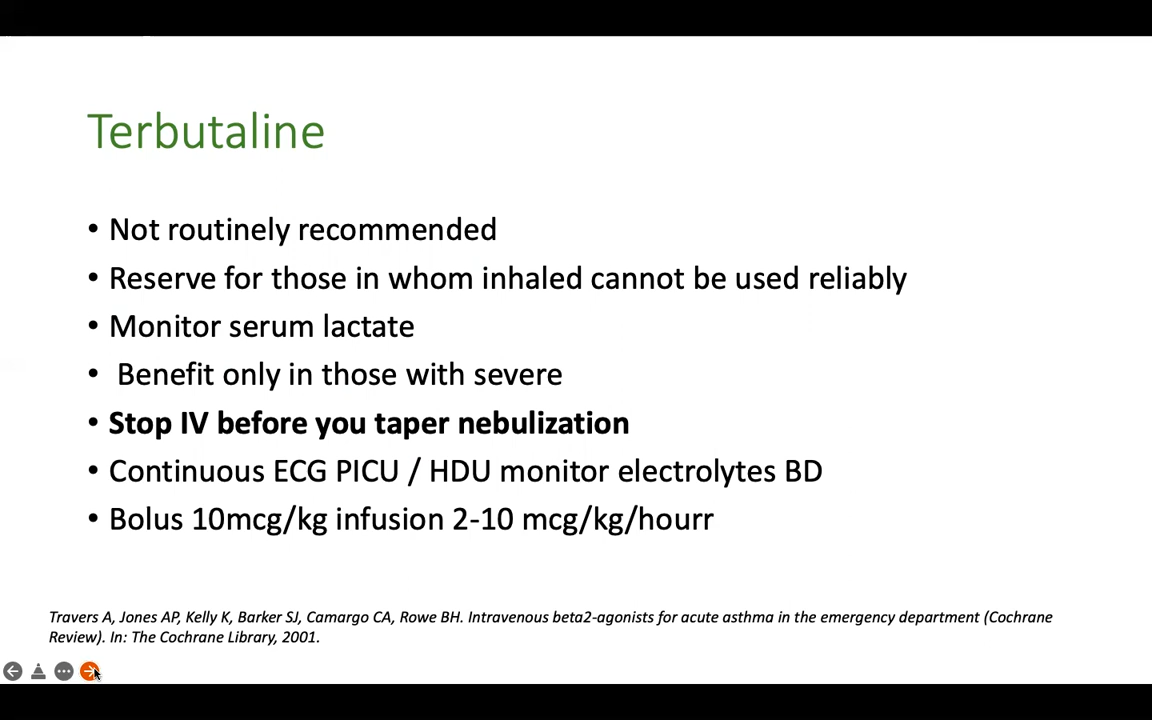 Terbutaline
• Not routinely recommended
• Reserve for those in whom inhaled cannot be used reliably
• Monitor serum lactate
• Benefit only in those with severe
• Stop IV before you taper nebulization
• Continuous ECG PICU / HDU monitor electrolytes BD
• Bolus 10mcg/kg infusion 2-10 mcg/kg/hourr
Travers A, Jones AP, Kelly K, Barker SJ, Camargo CA, Rowe BH. Intravenous beta2-agonists for acute asthma in the emergency department (Cochrane
Review). In: The Cochrane Library, 2001.